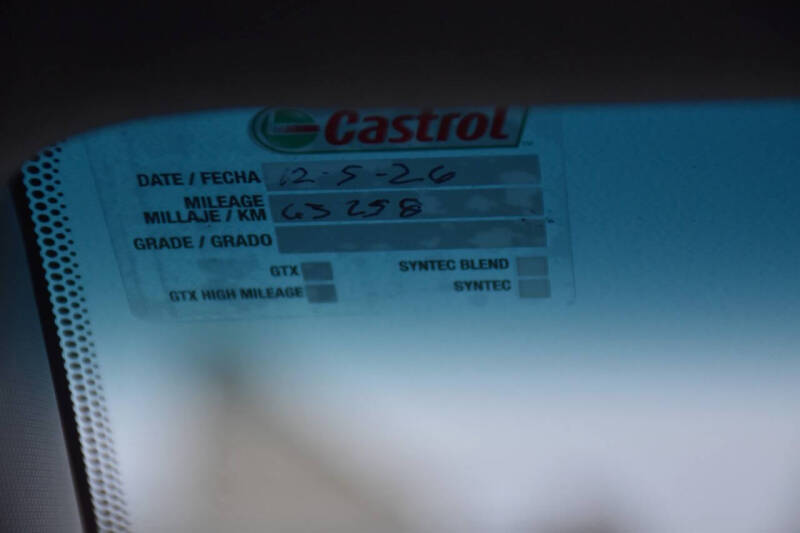 Castrol
DATE / FECHA 12-5-26
MILEAGE
MILLAJE / KM 63258
GRADE / GRADO
GTX
SYNTEC BLEND
GTX HIGH MILEAGE
SYNTEC